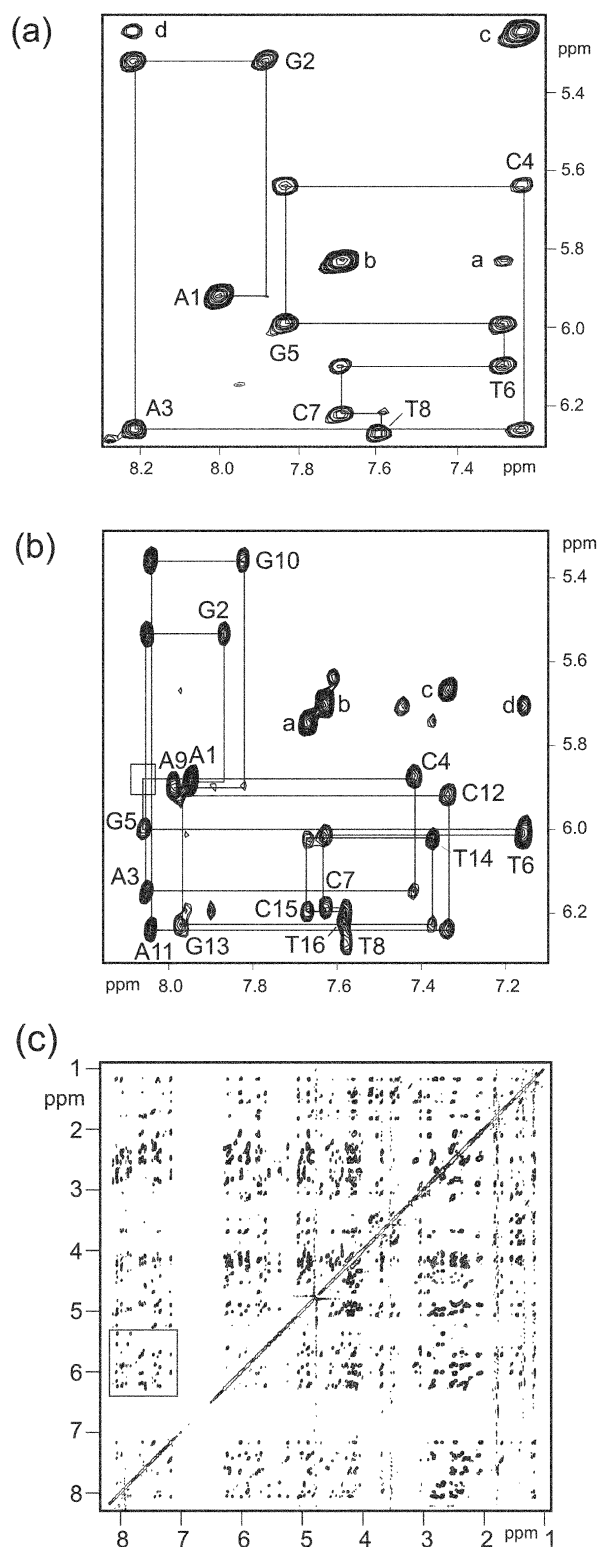 (a)
d
c
ppm
G2
5.4
C4
5.6
b
a
5.8
A1
G5
6.0
T6
A3
C7
T8
6.2
8.2
8.0
7.8
7.6
7.4
ppm
(b)
ppm
G10
5.4
G2
5.6
c
a
b
d
5.8
A9
A1
C4
C12
G5
6.0
T14
T6
A3
C7
C15
6.2
A11
G13
T16
T8
ppm
8.0
7.8
7.6
7.4
7.2
(c)
1
ppm
2
3
4
5
6
7
8
8
7
6
5
4
3
2
ppm
1